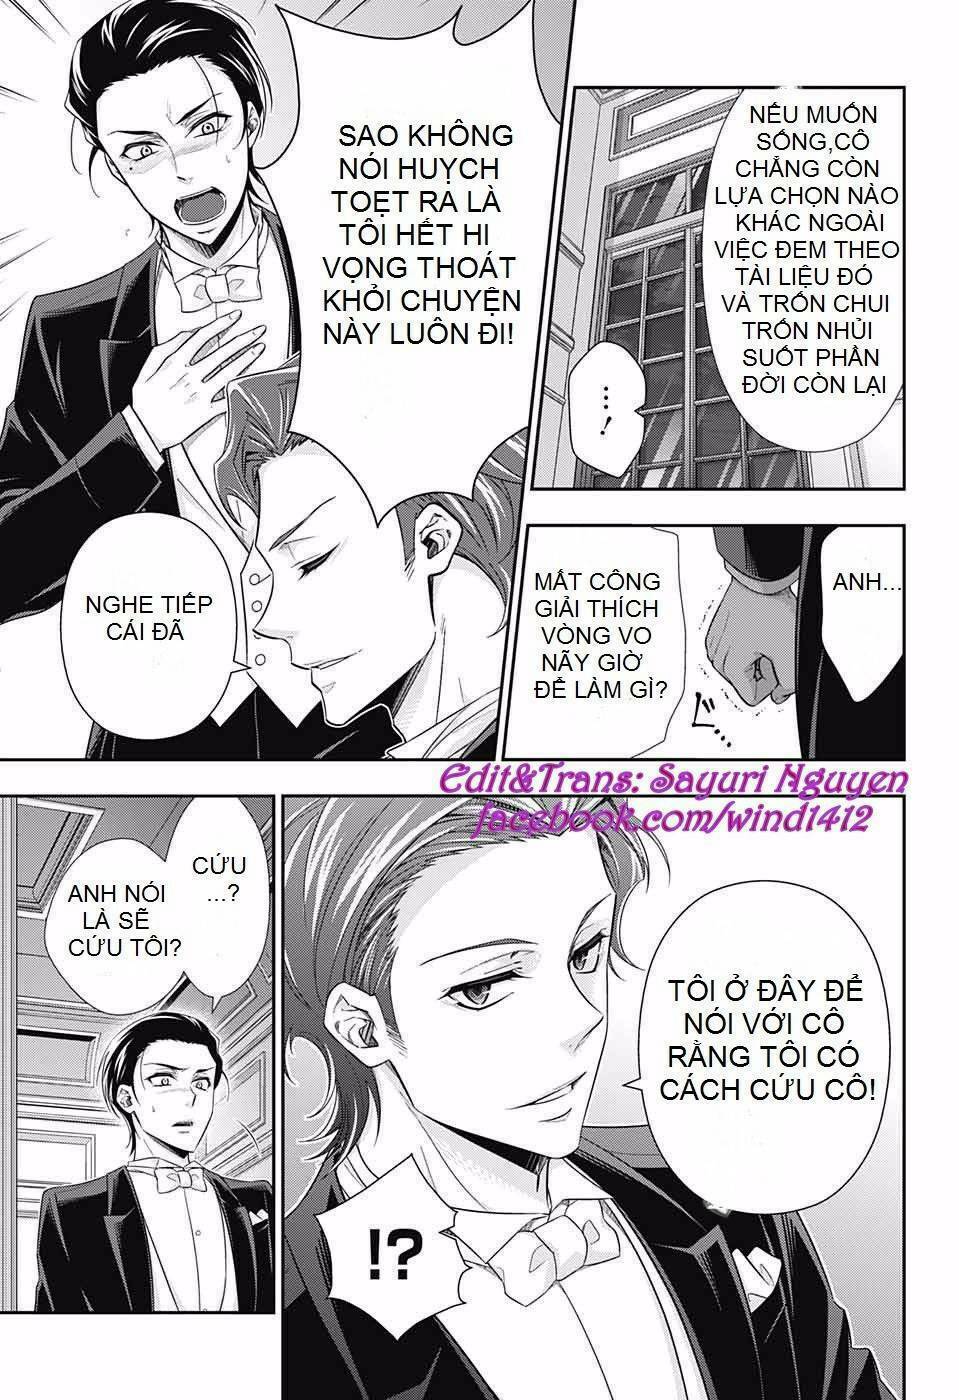 NẾU MUỐN
SỐNG,CÔ
CHẲNG CÒN
LỰA CHỌN NÀO
KHÁC NGOÀI
VIỆC ĐEM THEO
TÀI LIỆU ĐÓ
VÀ TRỐN CHUI
TRỐN NHỦI
SUỐT PHẦN
ĐỜI CÒN LẠI
...!
SAO KHÔNG
NÓI HUỴCH
TOẸT RA LÀ
TÔI HẾT HI
VỌNG THOÁT
KHỎI CHUYỆN
NÀY LUÔN ĐI!
ANH...
MẤT CÔNG
GIẢI THÍCH
VÒNG VO
NÃY GIỜ
ĐỂ LÀM GÌ?
NGHE TIẾP
CÁI ĐÃ
Edit&Trans: Sayuri Nguyen
facebook.com/wind1412
TÔI Ở ĐÂY ĐỂ
NÓI VỚI CÔ
RẰNG TÔI CÓ
CÁCH CỨU CÔ!
!?
CỨU
...?
ANH NÓI
LÀ SẼ
CỨU TÔI?